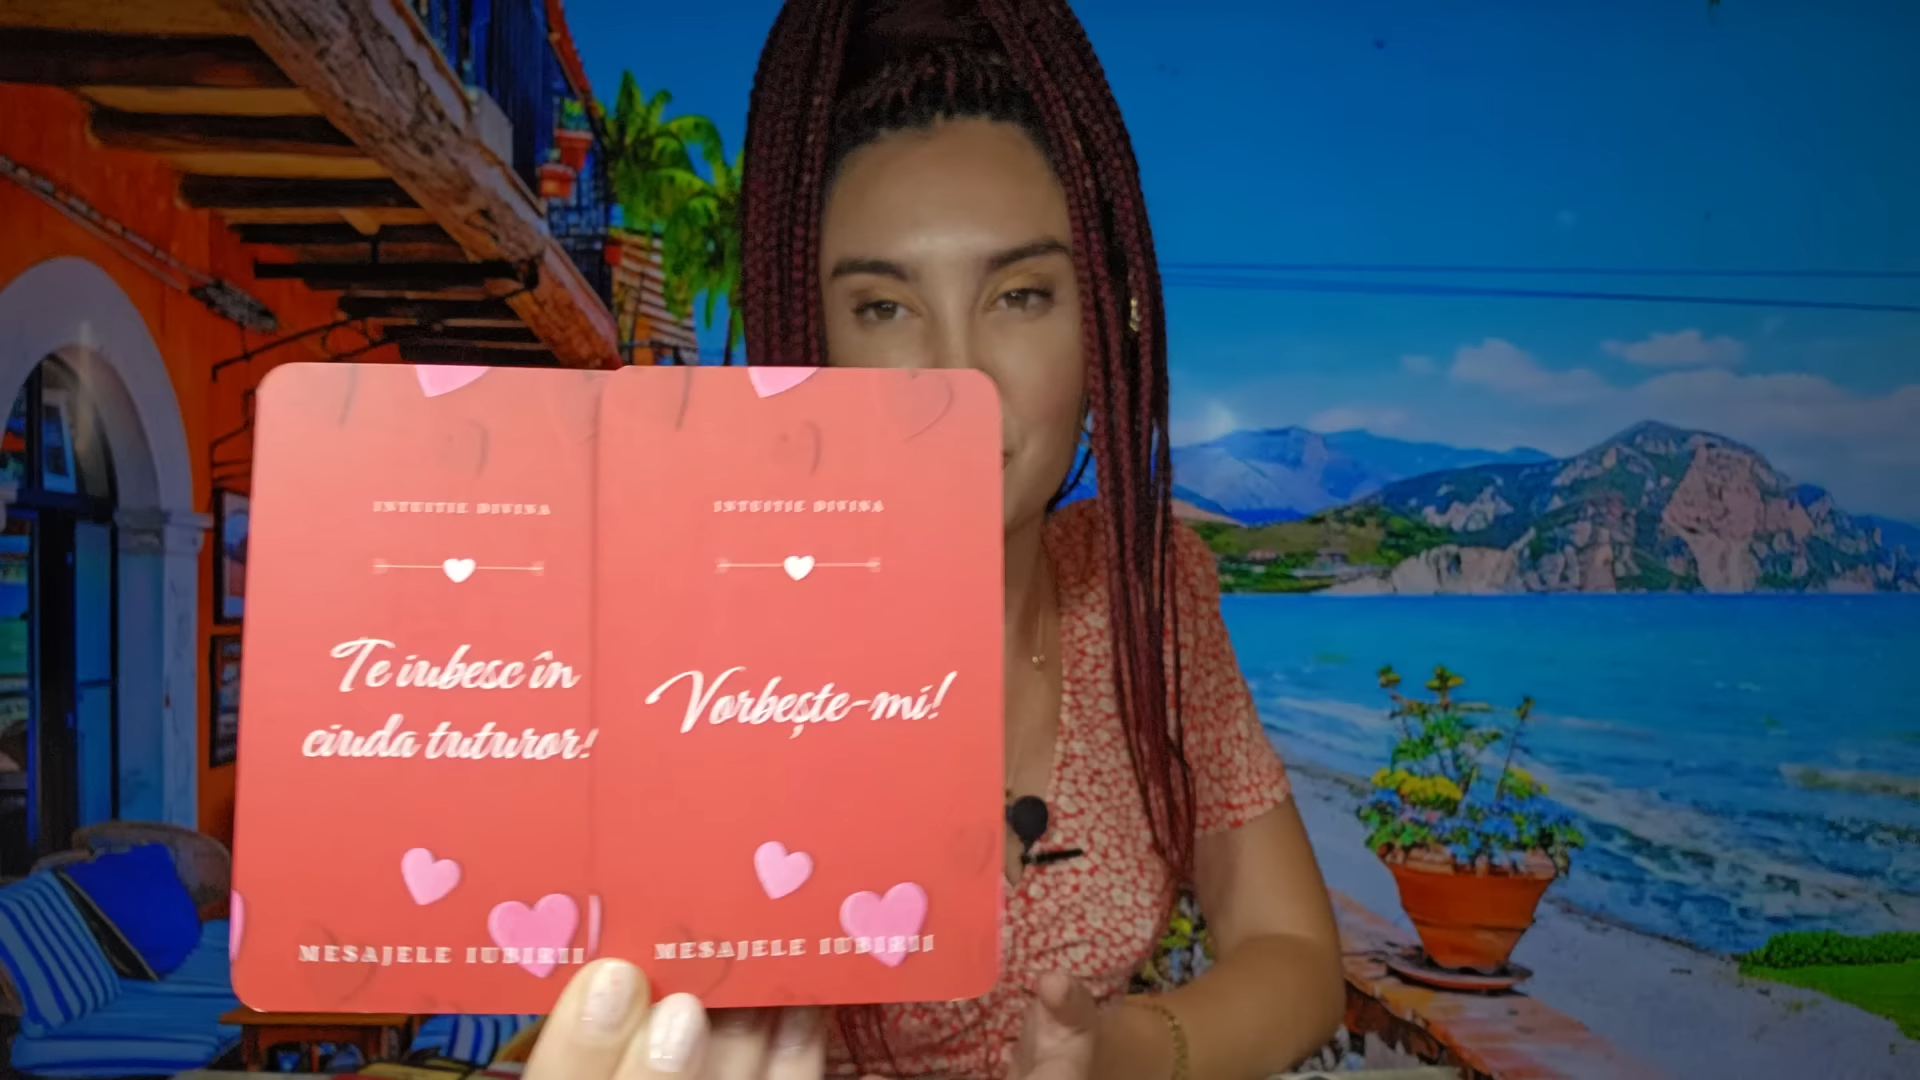 INTUITIE DIVINA
Te iubesc în
ciuda tuturor!
MESAJELE IUBIRII
INTUITIE DIVINA
Vorbește-mi!
MESAJELE IUBIRII